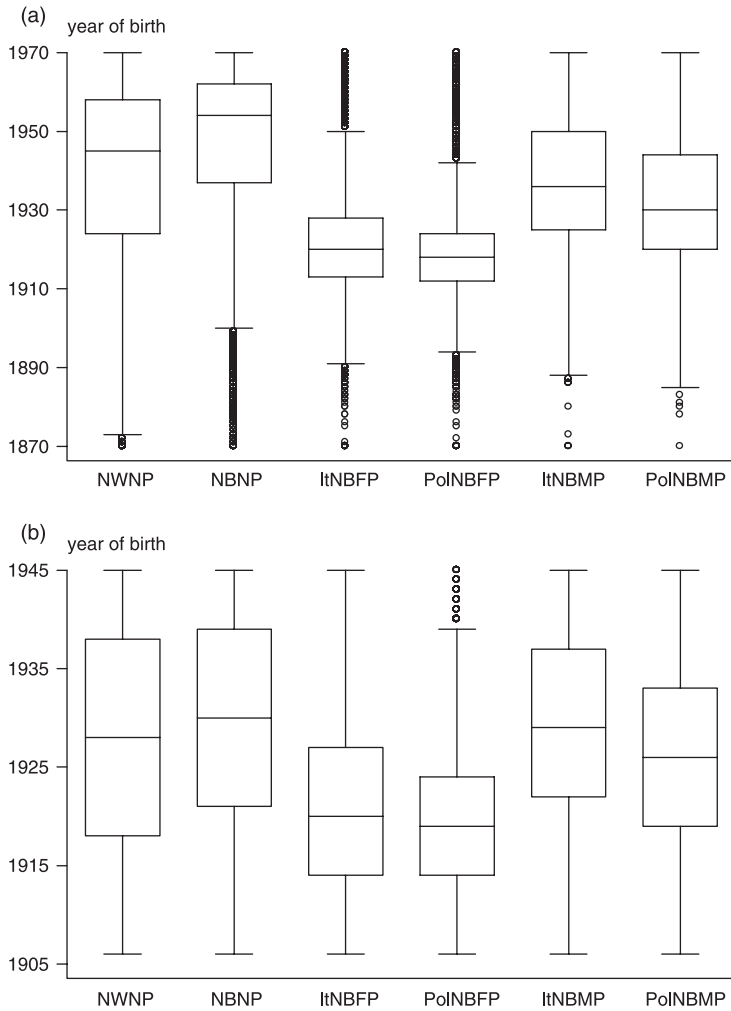 (a)
year of birth
1970
1950
1930
1910
1890
1870
NWNP NBNP ItNBFP PolNBFP ItNBMP PolNBMP
(b)
year of birth
1945
1935
1925
1915
1905
NWNP NBNP ItNBFP PolNBFP ItNBMP PolNBMP